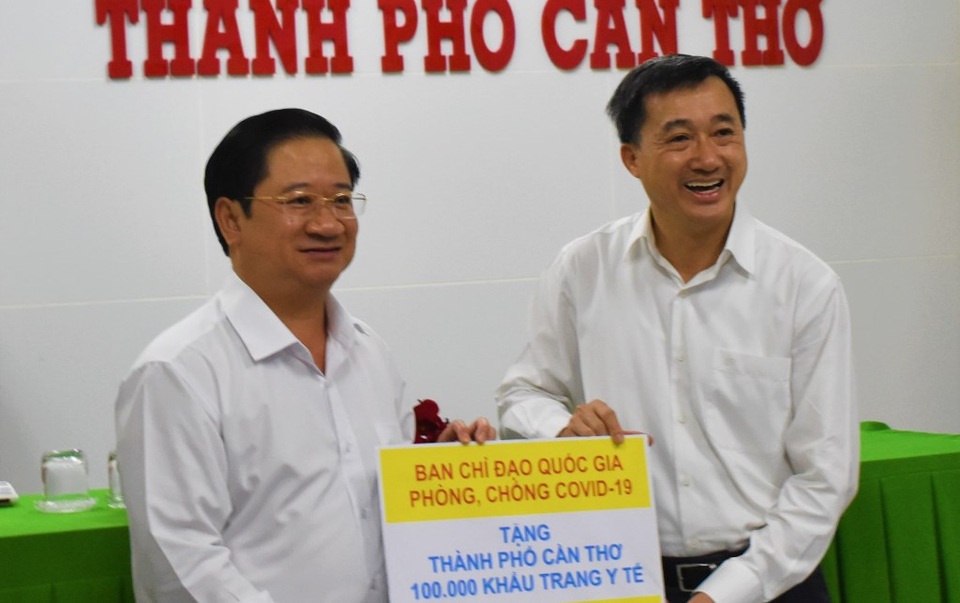 THÀNH PHỐ CẦN THƠ
BAN CHỈ ĐẠO QUỐC GIA
PHÒNG, CHỐNG COVID-19
TẶNG
THÀNH PHỐ CẦN THƠ
100.000 KHẨU TRANG Y TẾ